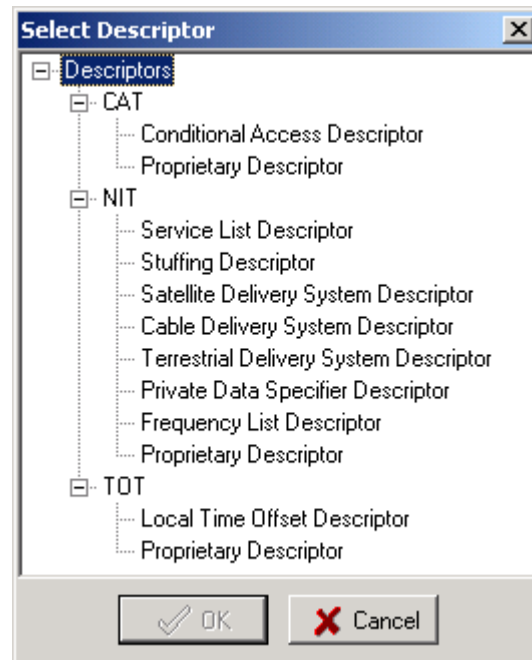 Select Descriptor
Descriptors
CAT
Conditional Access Descriptor
Proprietary Descriptor
NIT
Service List Descriptor
Stuffing Descriptor
Satellite Delivery System Descriptor
Cable Delivery System Descriptor
Terrestrial Delivery System Descriptor
Private Data Specifier Descriptor
Frequency List Descriptor
Proprietary Descriptor
TOT
Local Time Offset Descriptor
Proprietary Descriptor
OK Cancel